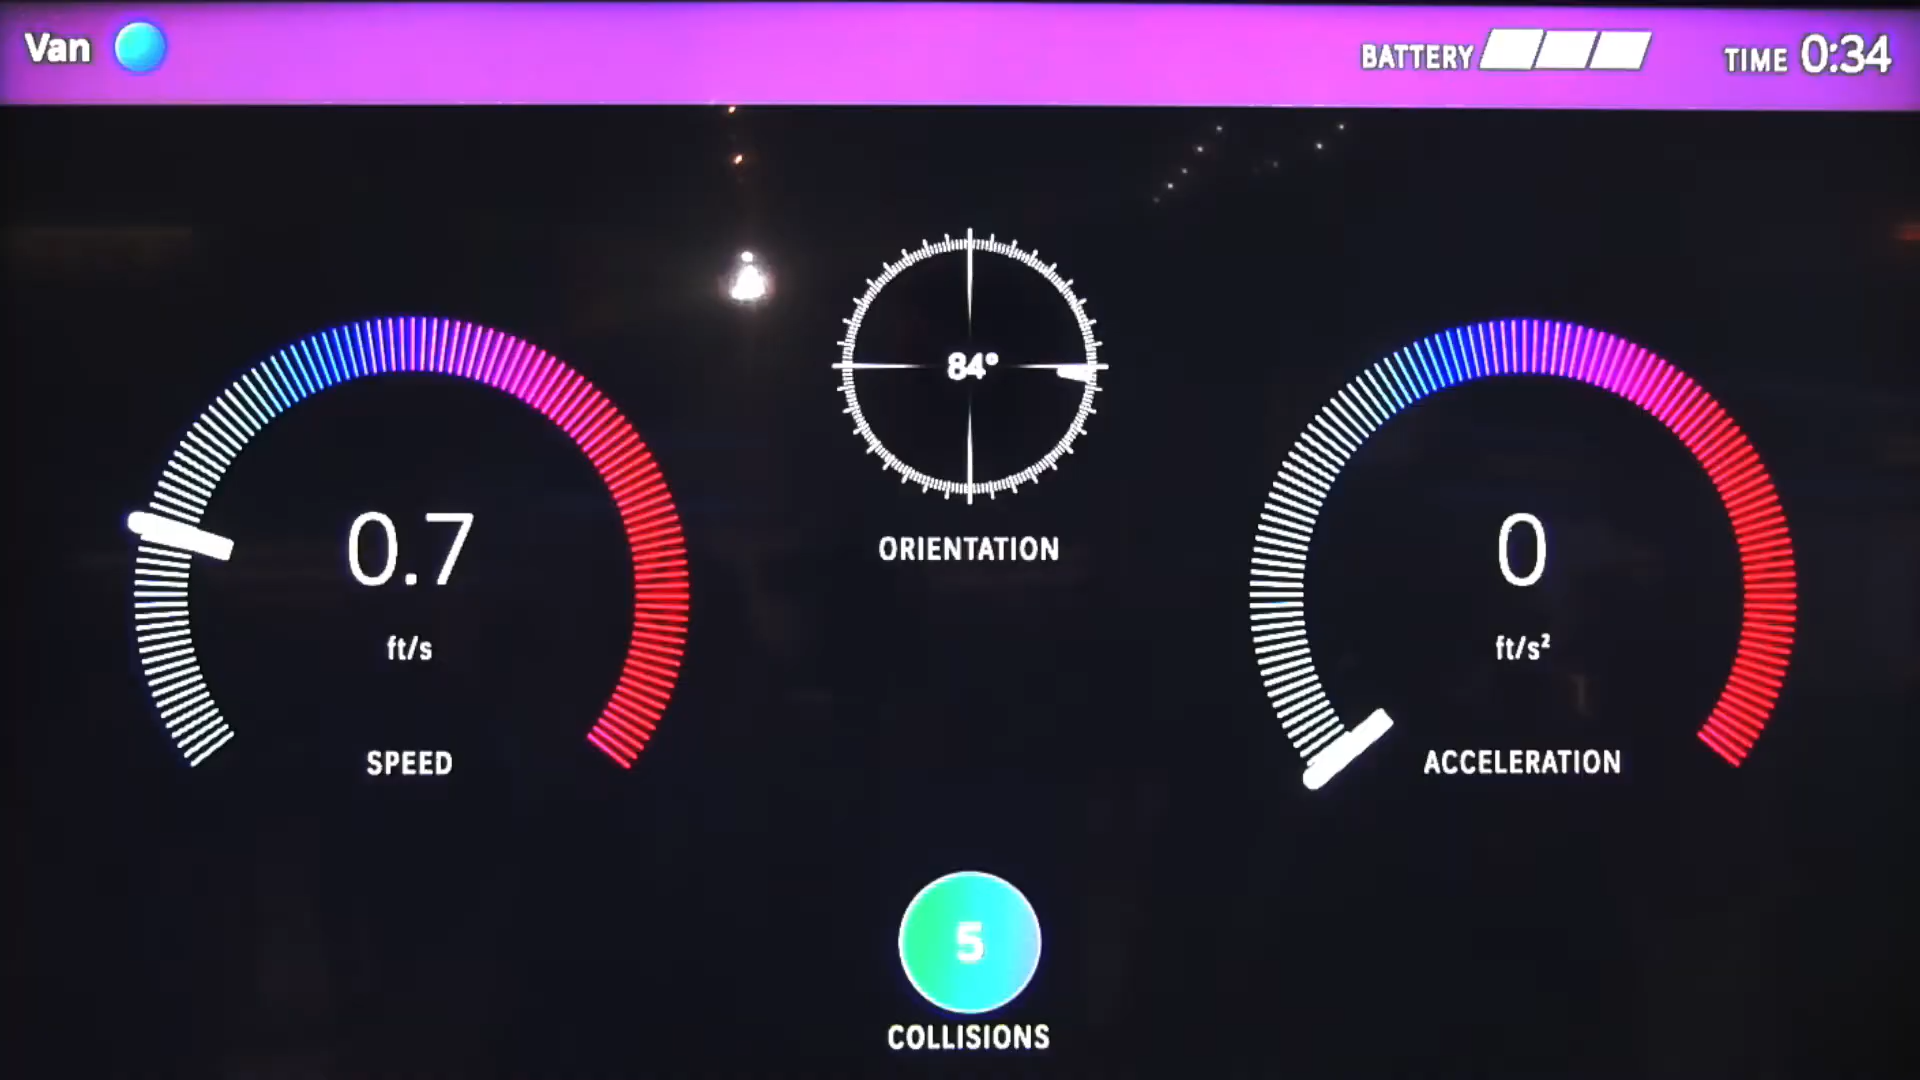 Van
BATTERY
TIME 0:34
84°
ORIENTATION
0.7
ft/s
SPEED
0
ft/s²
ACCELERATION
5
COLLISIONS